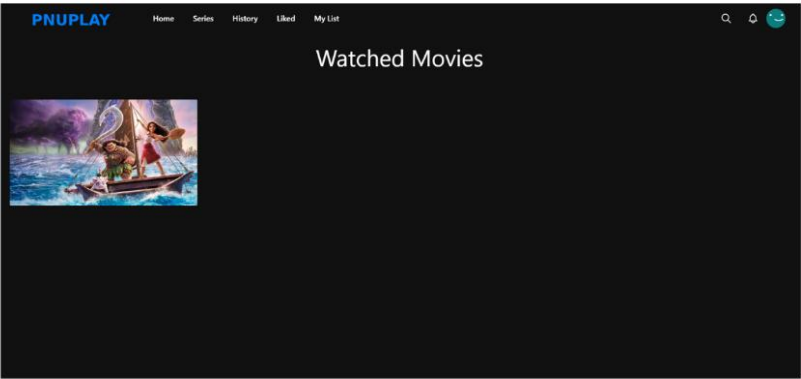 PNUPLAY Home Series History Liked My List
Watched Movies